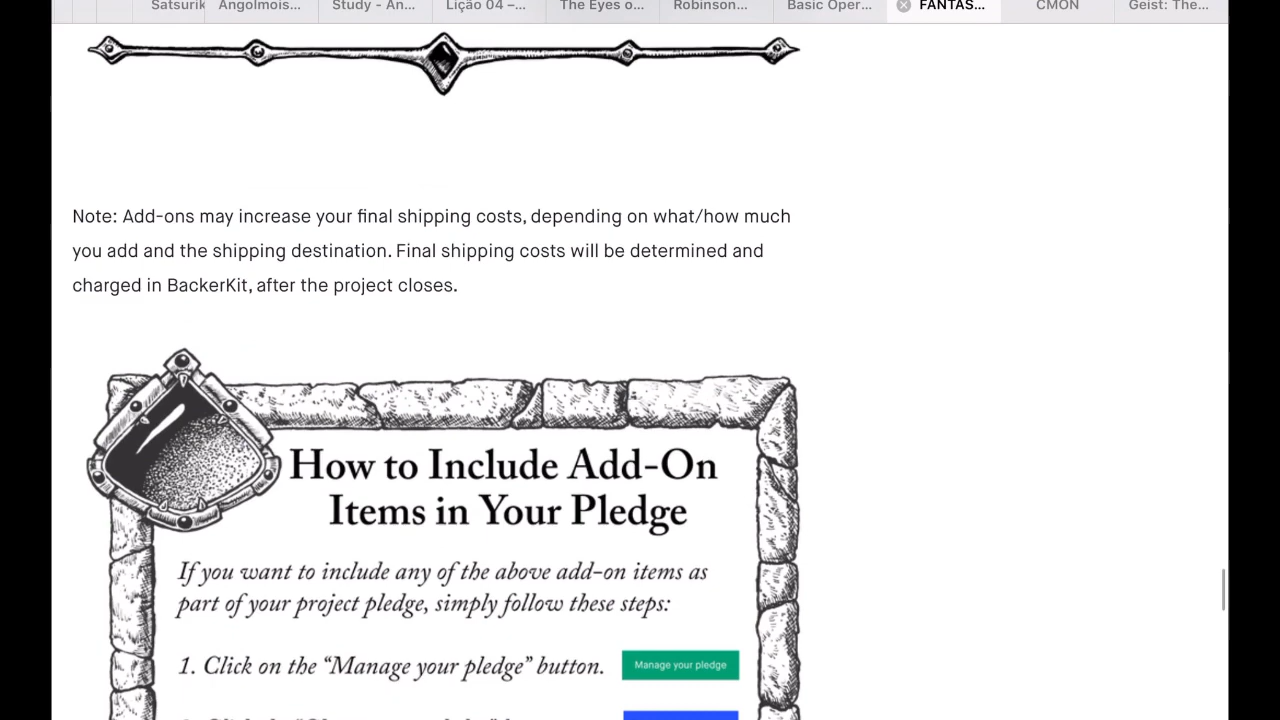 Satsurik Angolmois... Study - An... Lição 04 –... The Eyes o... Robinson... Basic Oper... FANTAS... CMON Geist: The...
Note: Add-ons may increase your final shipping costs, depending on what/how much
you add and the shipping destination. Final shipping costs will be determined and
charged in BackerKit, after the project closes.
How to Include Add-On
Items in Your Pledge
If you want to include any of the above add-on items as
part of your project pledge, simply follow these steps:
1. Click on the “Manage your pledge” button. Manage your pledge